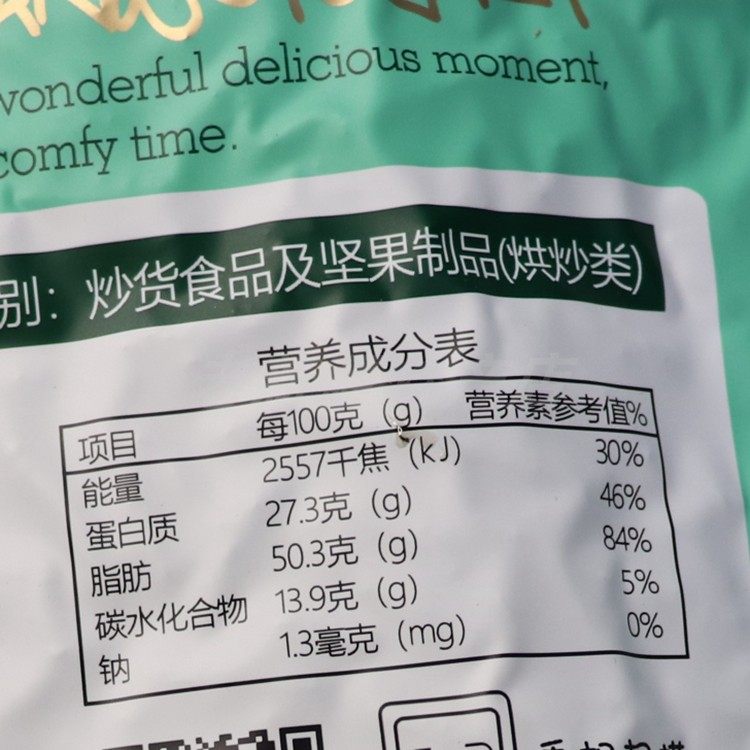 wonderful delicious moment,
comfy time.
别：炒货食品及坚果制品(烘炒类)
营养成分表
项目 每100克（g） 营养素参考值%
能量 2557千焦（kJ） 30%
蛋白质 27.3克（g） 46%
脂肪 50.3克（g） 84%
碳水化合物 13.9克（g） 5%
钠 1.3毫克（mg） 0%